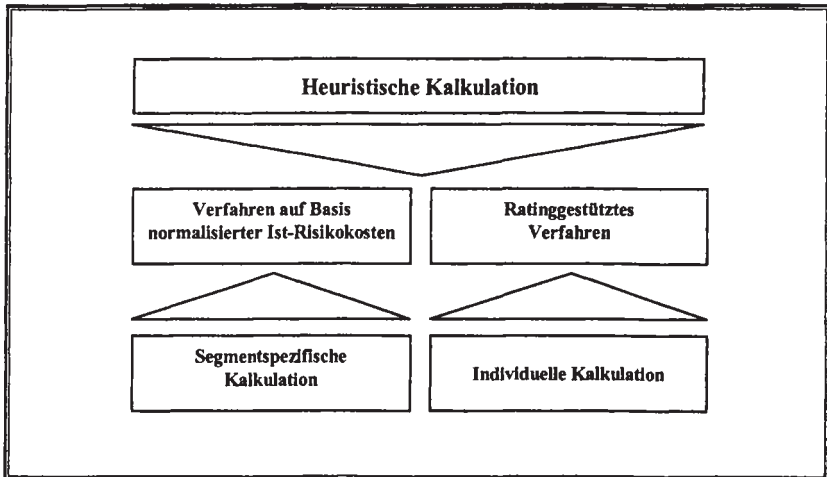 Heuristische Kalkulation
Verfahren auf Basis
normalisierter Ist-Risikokosten
Ratinggestütztes
Verfahren
Segmentspezifische
Kalkulation
Individuelle Kalkulation